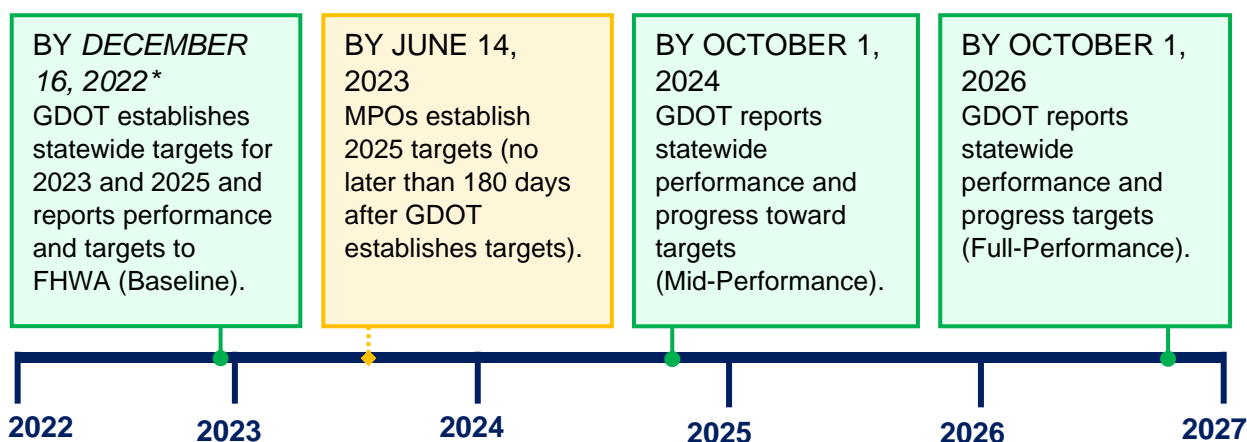 BY DECEMBER
16, 2022*
GDOT establishes
statewide targets for
2023 and 2025 and
reports performance
and targets to
FHWA (Baseline).
BY JUNE 14,
2023
MPOs establish
2025 targets (no
later than 180 days
after GDOT
establishes targets).
BY OCTOBER 1,
2024
GDOT reports
statewide
performance and
progress toward
targets
(Mid-Performance).
BY OCTOBER 1,
2026
GDOT reports
statewide
performance and
progress targets
(Full-Performance).
2022
2023
2024
2025
2026
2027